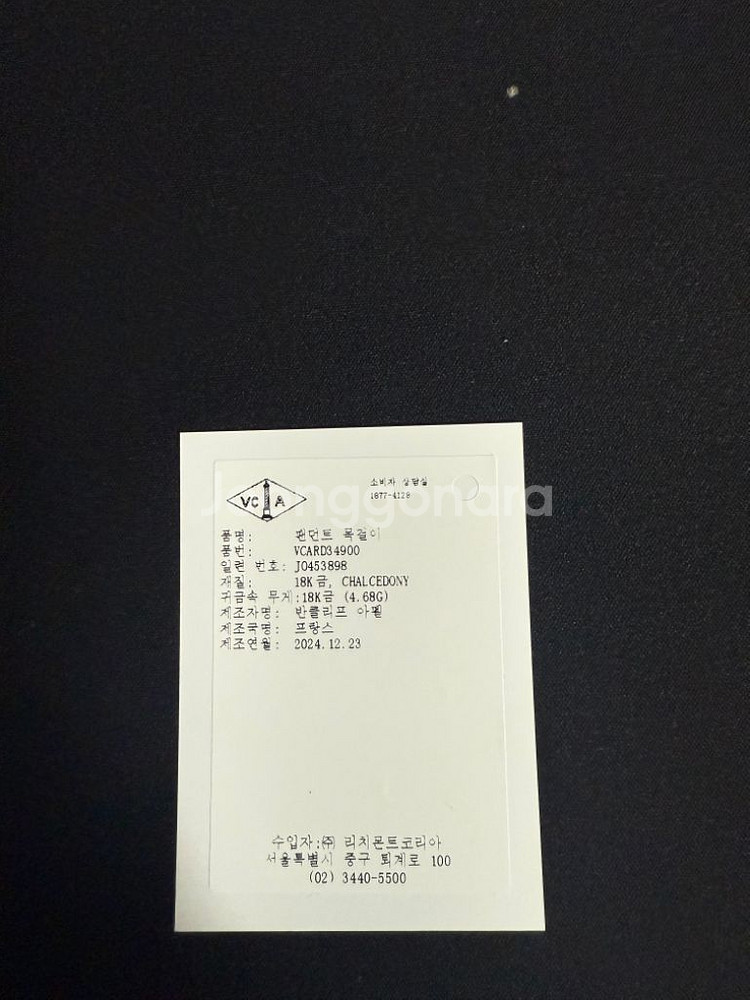 VC A
소비자 상담실
1877-4128
Joonggonara
품명: 팬던트 목걸이
품번: VCARD34900
일련 번호: JO453898
재질: 18K금, CHALCEDONY
귀금속 무게:18K금 (4.68G)
제조자명: 반클리프 아펠
제조국명: 프랑스
제조연월: 2024.12.23
수입자:㈜ 리치몬트코리아
서울특별시 중구 퇴계로 100
(02) 3440-5500